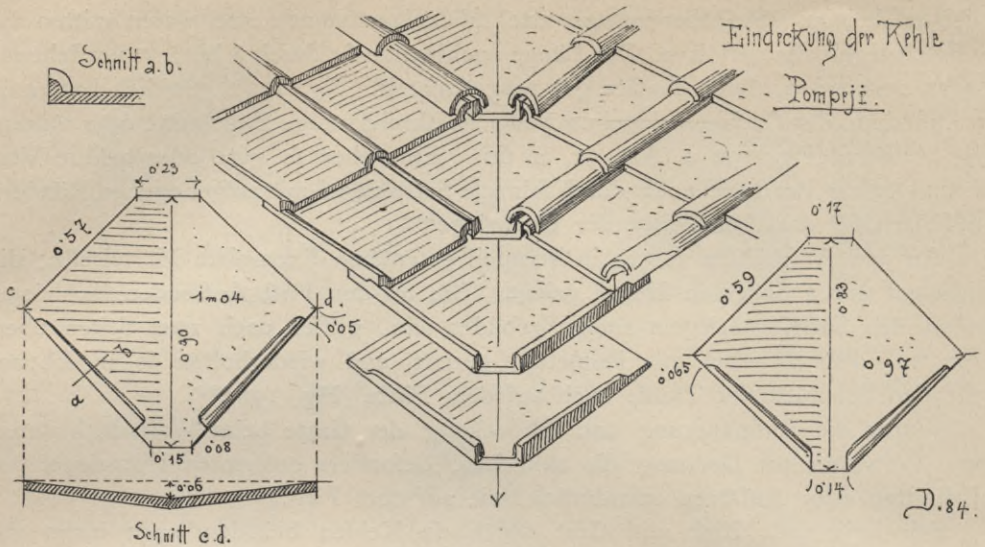 Schnitt a.b.
Eindeckung der Kehle
Pompeji.
0.23
0.57
c
d.
1m04
0.05
0.90
a
b
0.15
0.08
0.06
Schnitt c.d.
0.17
0.59
0.83
0.065
0.97
0.14
D.84.